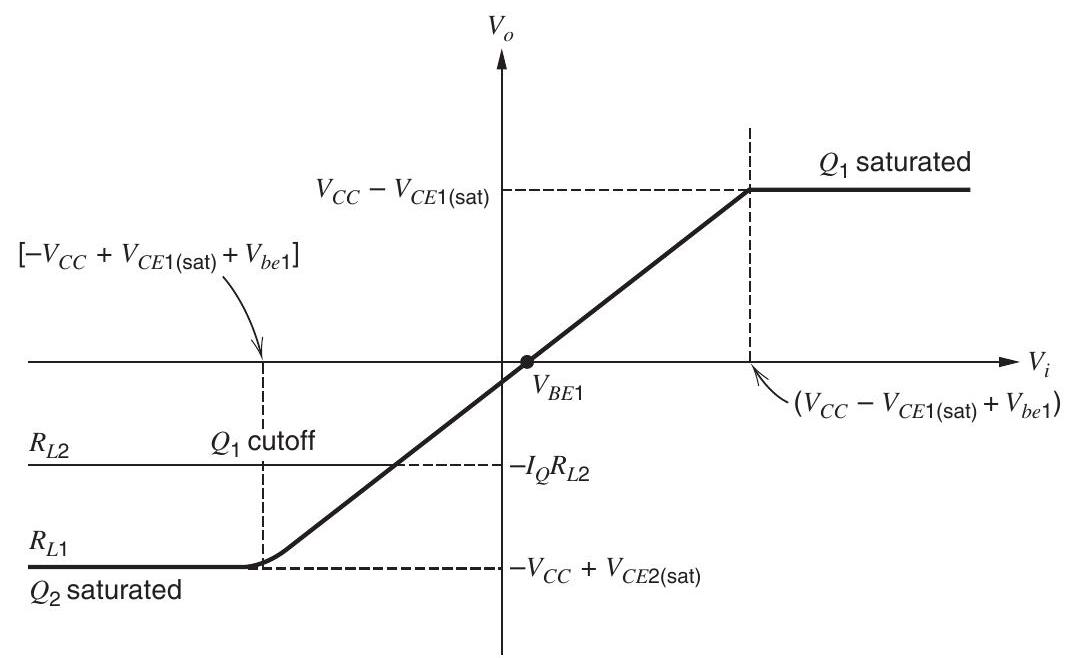 V_o
Q_1 saturated
V_CC − V_CE1(sat)
[−V_CC + V_CE1(sat) + V_be1]
V_i
V_BE1
(V_CC − V_CE1(sat) + V_be1)
R_L2
Q_1 cutoff
−I_Q R_L2
R_L1
−V_CC + V_CE2(sat)
Q_2 saturated